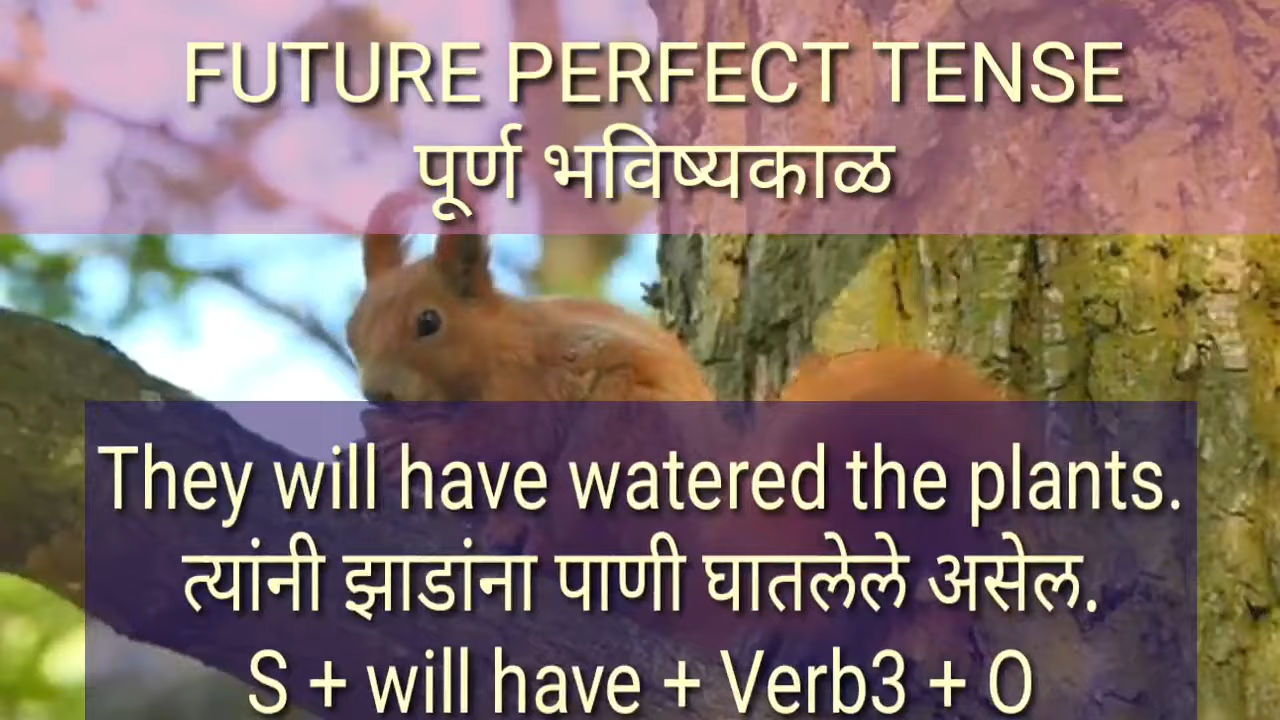 FUTURE PERFECT TENSE
पूर्ण भविष्यकाळ
They will have watered the plants.
त्यांनी झाडांना पाणी घातलेले असेल.
S + will have + Verb3 + O